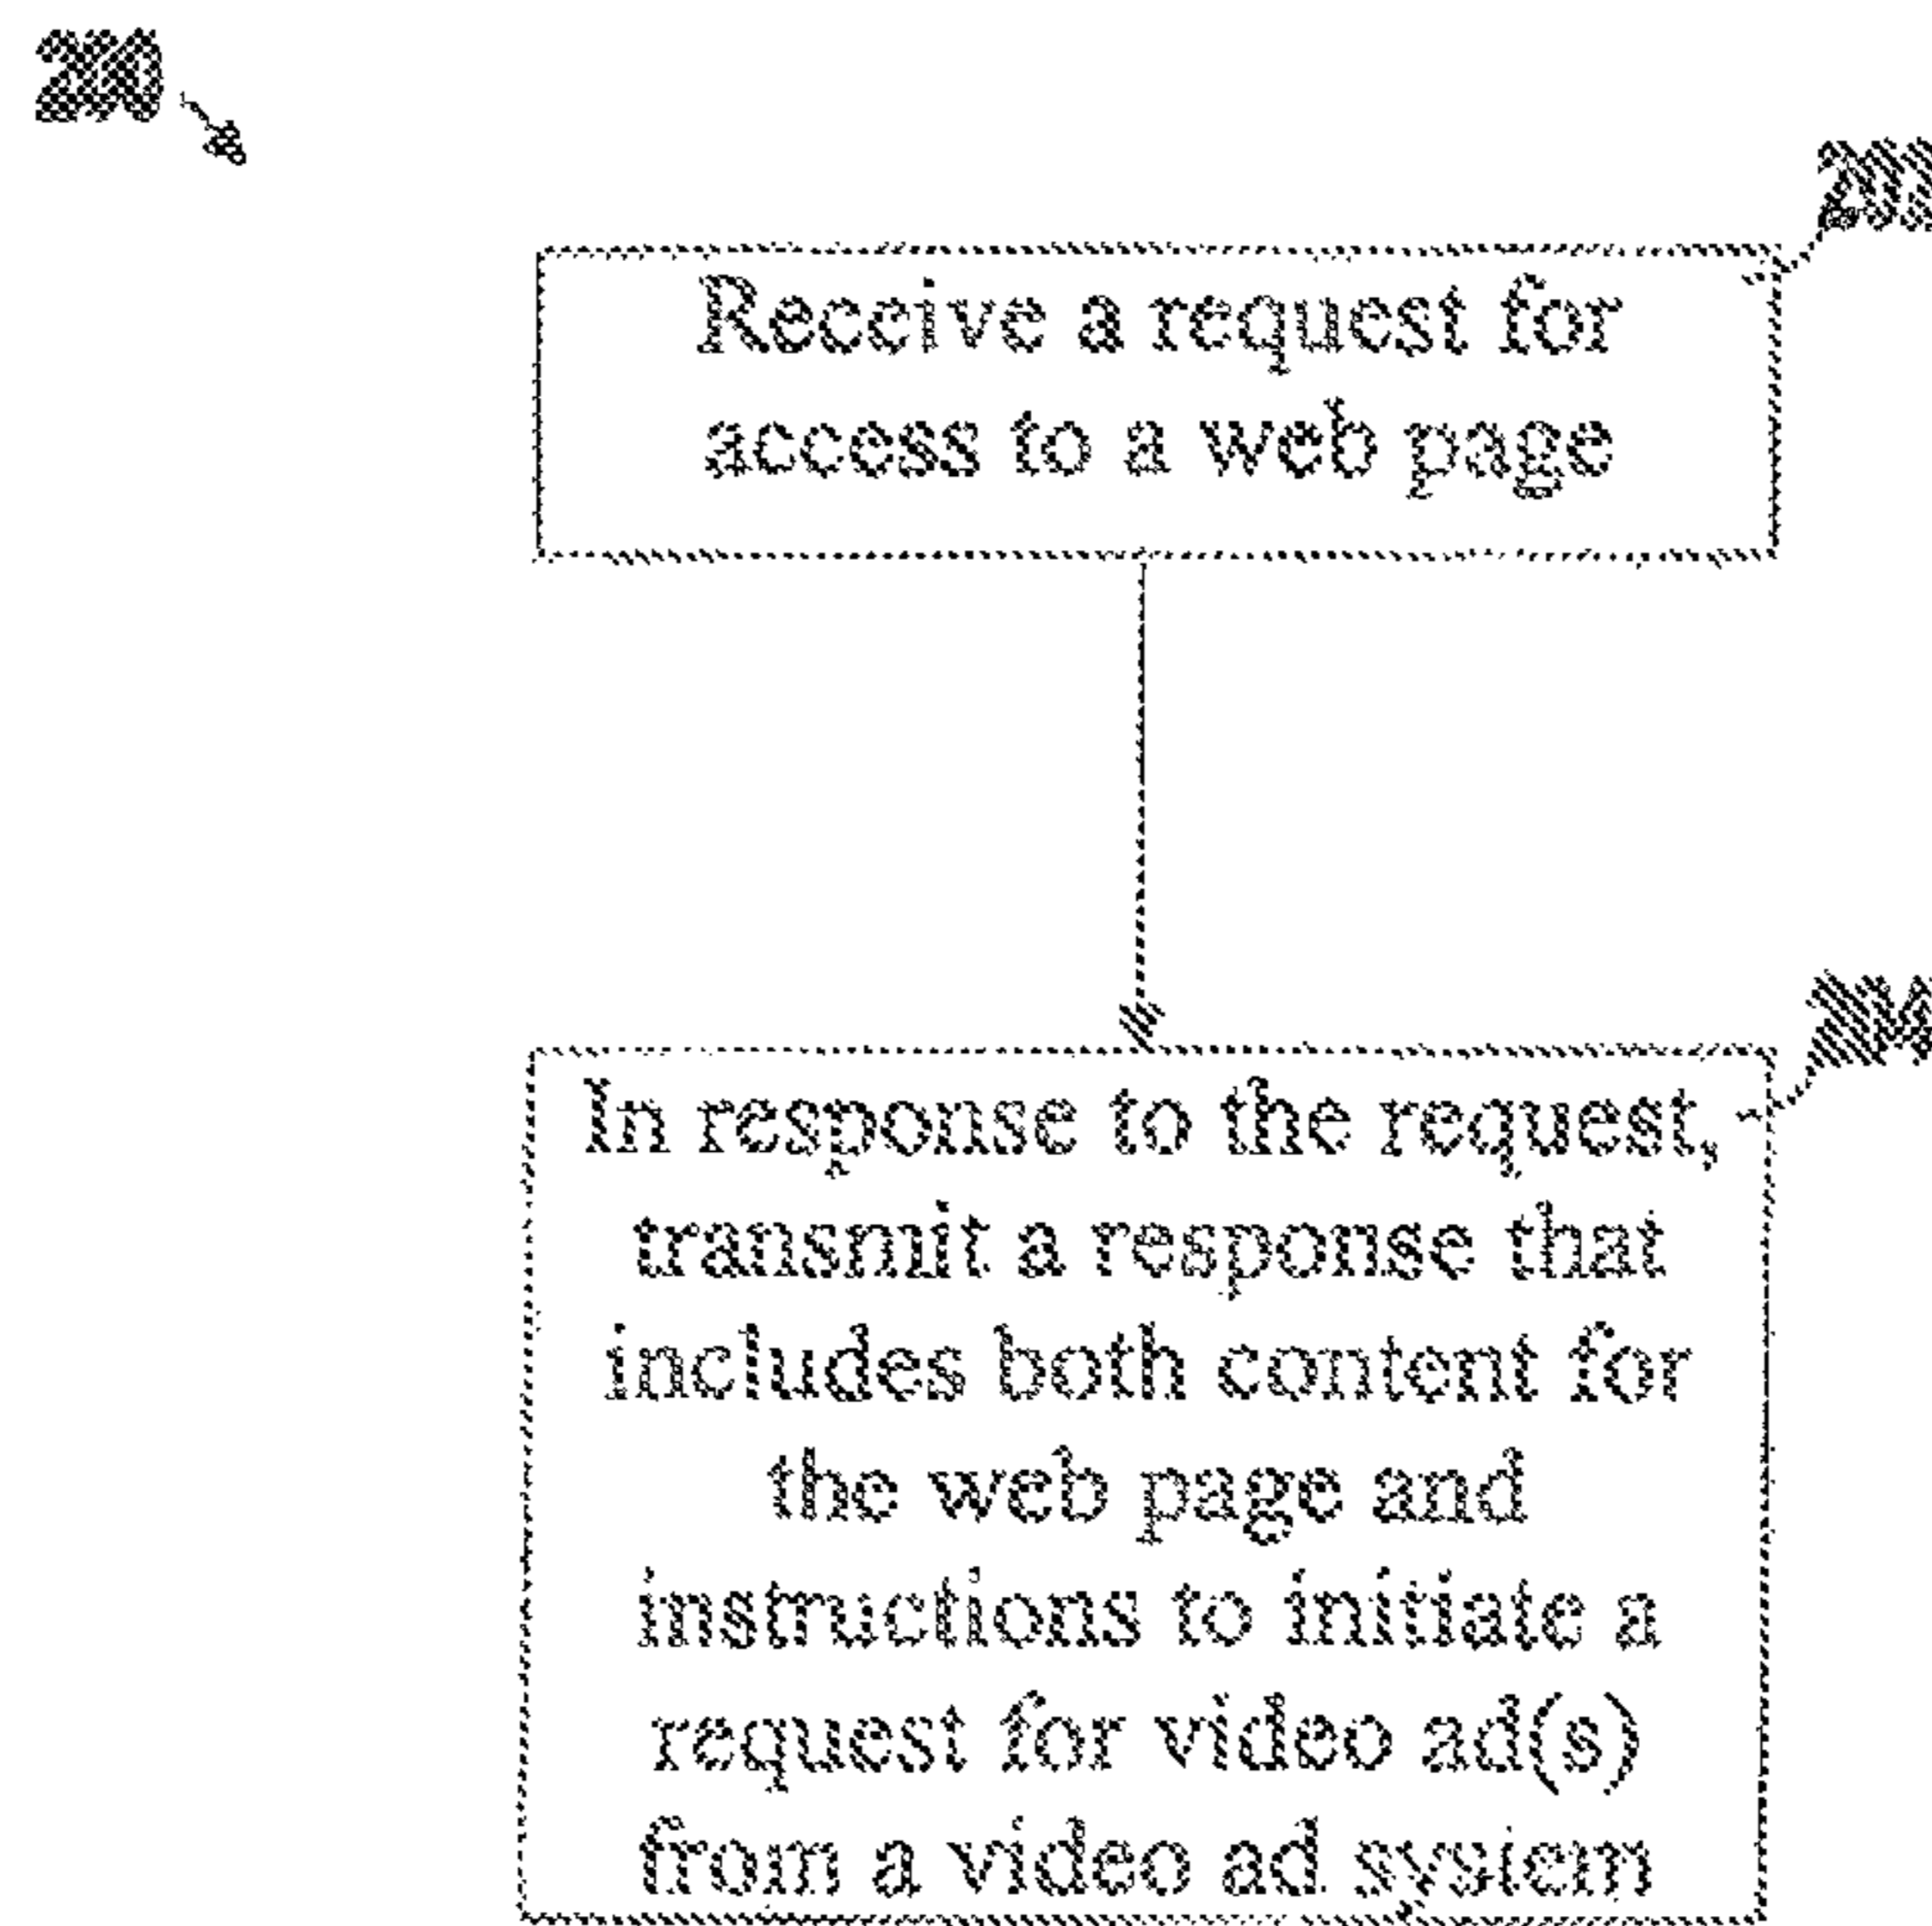 Receive a request for
access to a web page
In response to the request,
transmit a response that
includes both content for
the web page and
instructions to initiate a
request for video ad(s)
from a video ad system